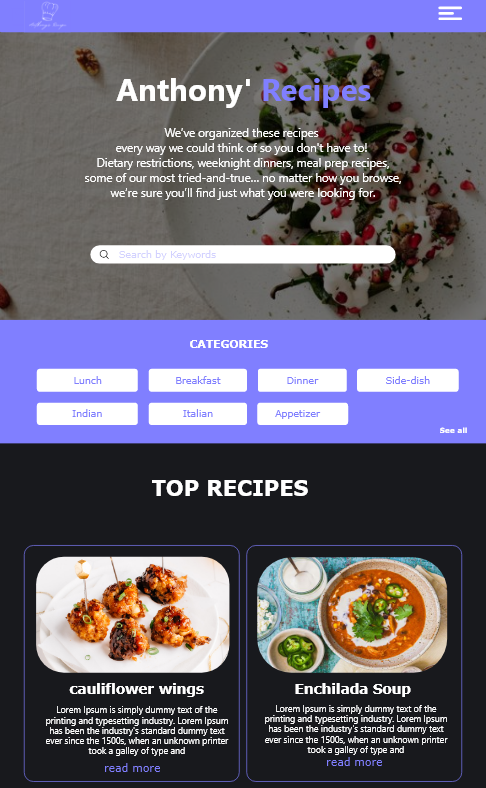 Anthony' Recipes
We've organized these recipes
every way we could think of so you don't have to!
Dietary restrictions, weeknight dinners, meal prep recipes,
some of our most tried-and-true... no matter how you browse,
we're sure you'll find just what you were looking for.
Search by Keywords
CATEGORIES
Lunch Breakfast Dinner Side-dish
Indian Italian Appetizer
See all
TOP RECIPES
cauliflower wings
Lorem Ipsum is simply dummy text of the
printing and typesetting industry. Lorem Ipsum
has been the industry's standard dummy text
ever since the 1500s, when an unknown printer
took a galley of type and
read more
Enchilada Soup
Lorem Ipsum is simply dummy text of the
printing and typesetting industry. Lorem Ipsum
has been the industry's standard dummy text
ever since the 1500s, when an unknown printer
took a galley of type and
read more